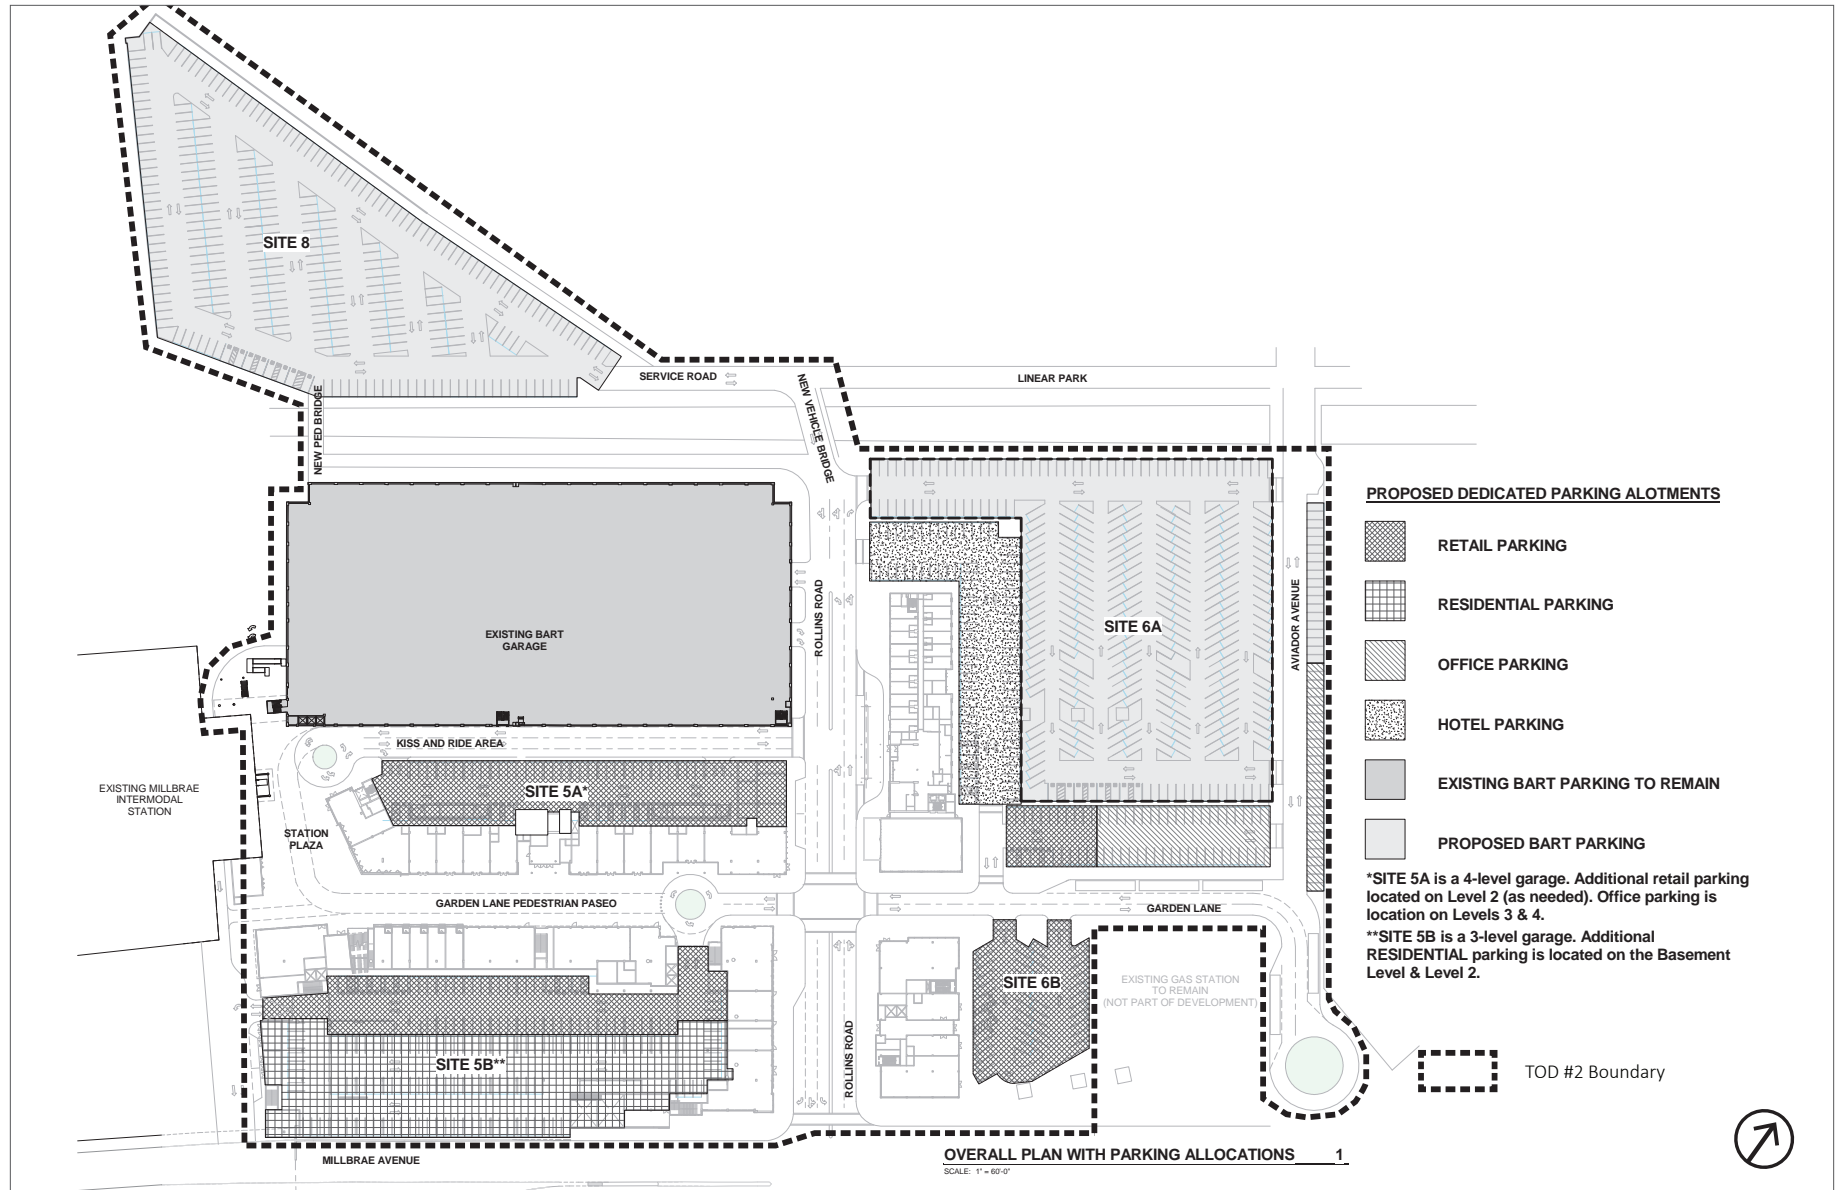 SITE 8
SERVICE ROAD
LINEAR PARK
NEW PED BRIDGE
NEW VEHICLE BRIDGE
EXISTING BART
GARAGE
ROLLINS ROAD
SITE 6A
AVIADOR AVENUE
KISS AND RIDE AREA
SITE 5A*
EXISTING MILLBRAE
INTERMODAL
STATION
STATION
PLAZA
GARDEN LANE PEDESTRIAN PASEO
GARDEN LANE
SITE 6B
EXISTING GAS STATION
TO REMAIN
(NOT PART OF DEVELOPMENT)
SITE 5B**
ROLLINS ROAD
MILLBRAE AVENUE
PROPOSED DEDICATED PARKING ALOTMENTS
RETAIL PARKING
RESIDENTIAL PARKING
OFFICE PARKING
HOTEL PARKING
EXISTING BART PARKING TO REMAIN
PROPOSED BART PARKING
*SITE 5A is a 4-level garage. Additional retail parking
located on Level 2 (as needed). Office parking is
location on Levels 3 & 4.
**SITE 5B is a 3-level garage. Additional
RESIDENTIAL parking is located on the Basement
Level & Level 2.
TOD #2 Boundary
OVERALL PLAN WITH PARKING ALLOCATIONS 1
SCALE: 1" = 60'-0"